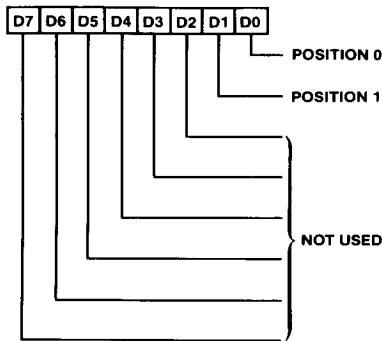 D7 D6 D5 D4 D3 D2 D1 D0
POSITION 0
POSITION 1
NOT USED